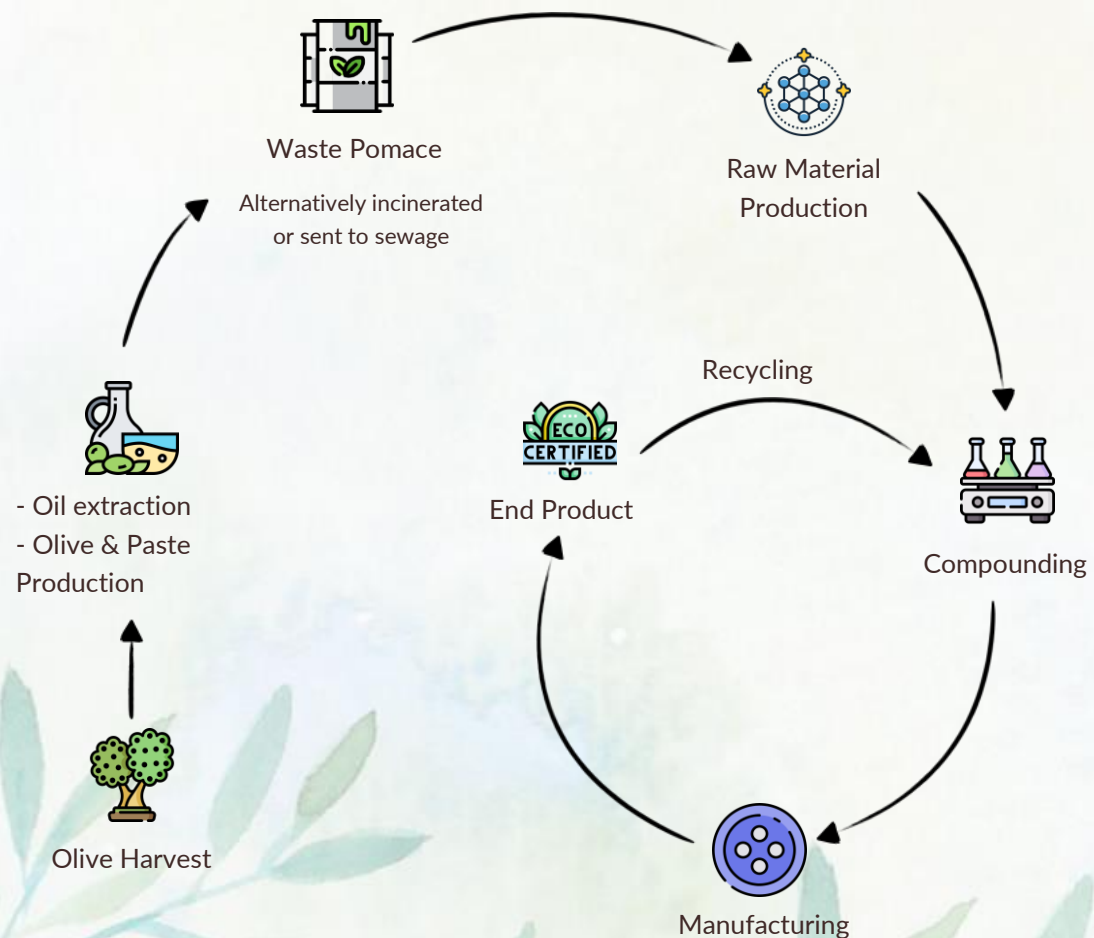 Waste Pomace
Alternatively incinerated
or sent to sewage
Raw Material
Production
Recycling
ECO
CERTIFIED
End Product
- Oil extraction
- Olive & Paste
Production
Compounding
Olive Harvest
Manufacturing